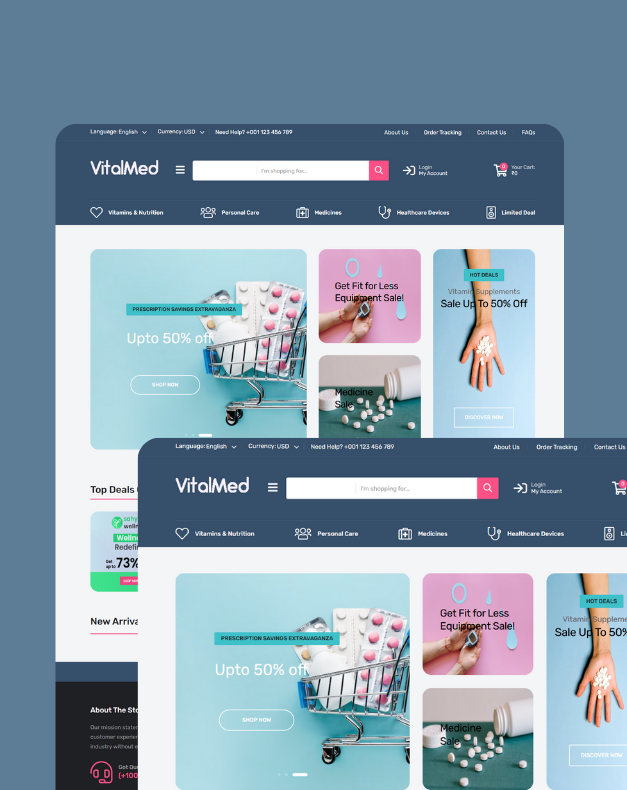 Language: English Currency: USD Need Help? +001 123 456 789 About Us Order Tracking Contact Us FAQs
VitalMed I'm shopping for... Login
My Account
0 Your Cart:
₹0
Vitamins & Nutrition Personal Care Medicines Healthcare Devices Limited Deal
PRESCRIPTION SAVINGS EXTRAVAGANZA
Upto 50% off
SHOP NOW
Get Fit for Less
Equipment Sale!
Medicine
Sale
HOT DEALS
Vitamin Supplements
Sale Up To 50% Off
DISCOVER NOW
Top Deals
73%
New Arriva
About The Sto
Our mission statem
customer experien
industry without e
Get Our
(+100
Language: English Currency: USD Need Help? +001 123 456 789 About Us Order Tracking Contact Us
VitalMed I'm shopping for... Login
My Account
0
Vitamins & Nutrition Personal Care Medicines Healthcare Devices Li
PRESCRIPTION SAVINGS EXTRAVAGANZA
Upto 50% off
SHOP NOW
Get Fit for Less
Equipment Sale!
Medicine
Sale
HOT DEALS
Vitamin Suppleme
Sale Up To 50%
DISCOVER NOW